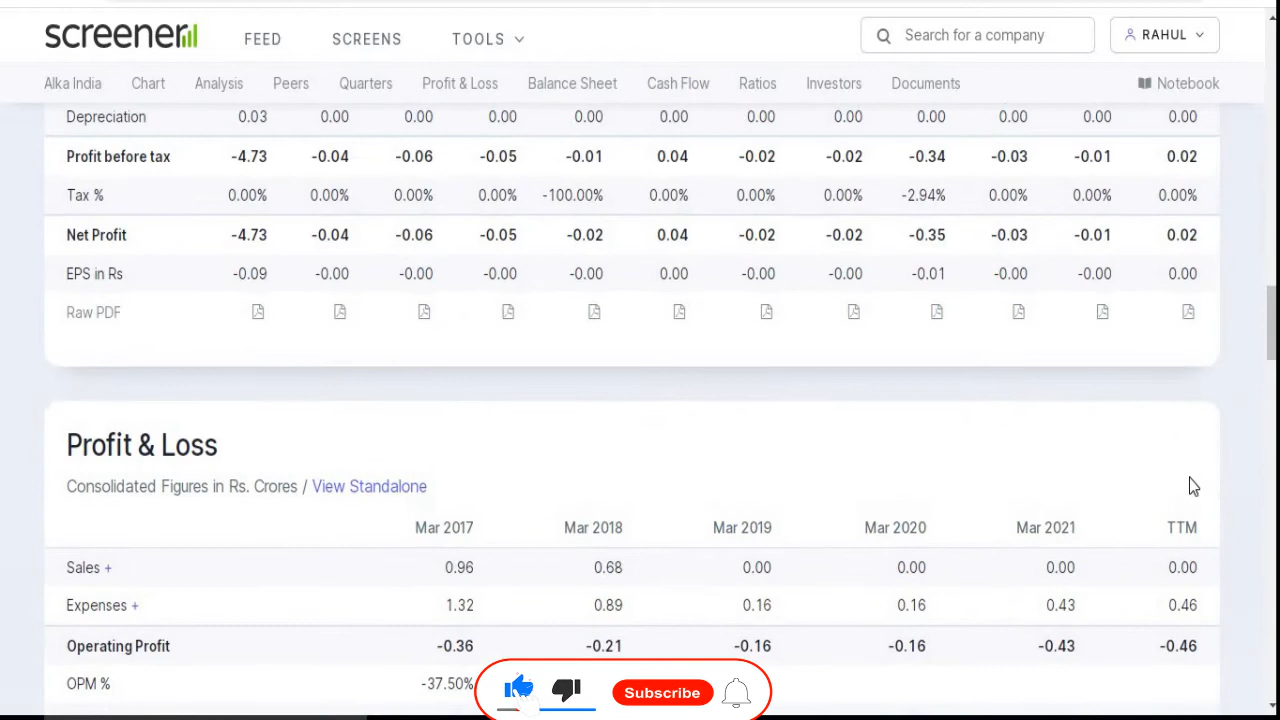 screener FEED SCREENS TOOLS Search for a company RAHUL
Alka India Chart Analysis Peers Quarters Profit & Loss Balance Sheet Cash Flow Ratios Investors Documents Notebook
Depreciation 0.03 0.00 0.00 0.00 0.00 0.00 0.00 0.00 0.00 0.00 0.00 0.00
Profit before tax -4.73 -0.04 -0.06 -0.05 -0.01 0.04 -0.02 -0.02 -0.34 -0.03 -0.01 0.02
Tax % 0.00% 0.00% 0.00% 0.00% -100.00% 0.00% 0.00% 0.00% -2.94% 0.00% 0.00% 0.00%
Net Profit -4.73 -0.04 -0.06 -0.05 -0.02 0.04 -0.02 -0.02 -0.35 -0.03 -0.01 0.02
EPS in Rs -0.09 -0.00 -0.00 -0.00 -0.00 0.00 -0.00 -0.00 -0.01 -0.00 -0.00 0.00
Raw PDF
Profit & Loss
Consolidated Figures in Rs. Crores / View Standalone
Mar 2017 Mar 2018 Mar 2019 Mar 2020 Mar 2021 TTM
Sales + 0.96 0.68 0.00 0.00 0.00 0.00
Expenses + 1.32 0.89 0.16 0.16 0.43 0.46
Operating Profit -0.36 -0.21 -0.16 -0.16 -0.43 -0.46
OPM % -37.50%
Subscribe